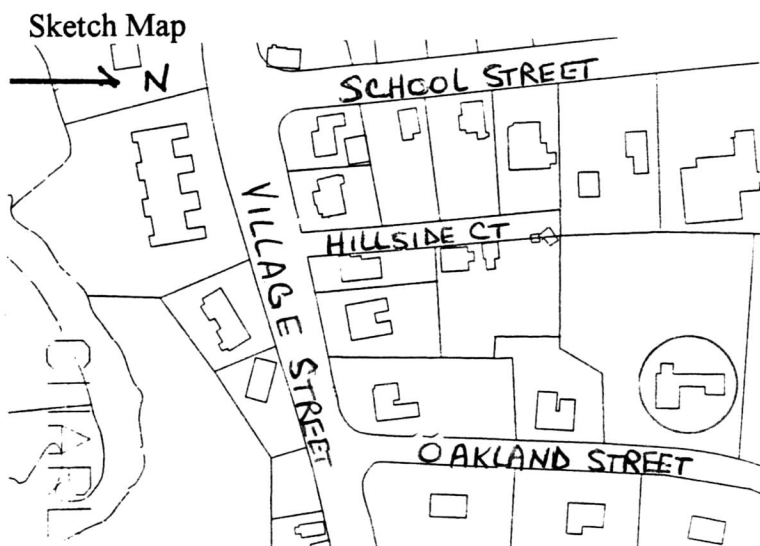 Sketch Map
N
SCHOOL STREET
HILLSIDE CT
VILLAGE STREET
OAKLAND STREET